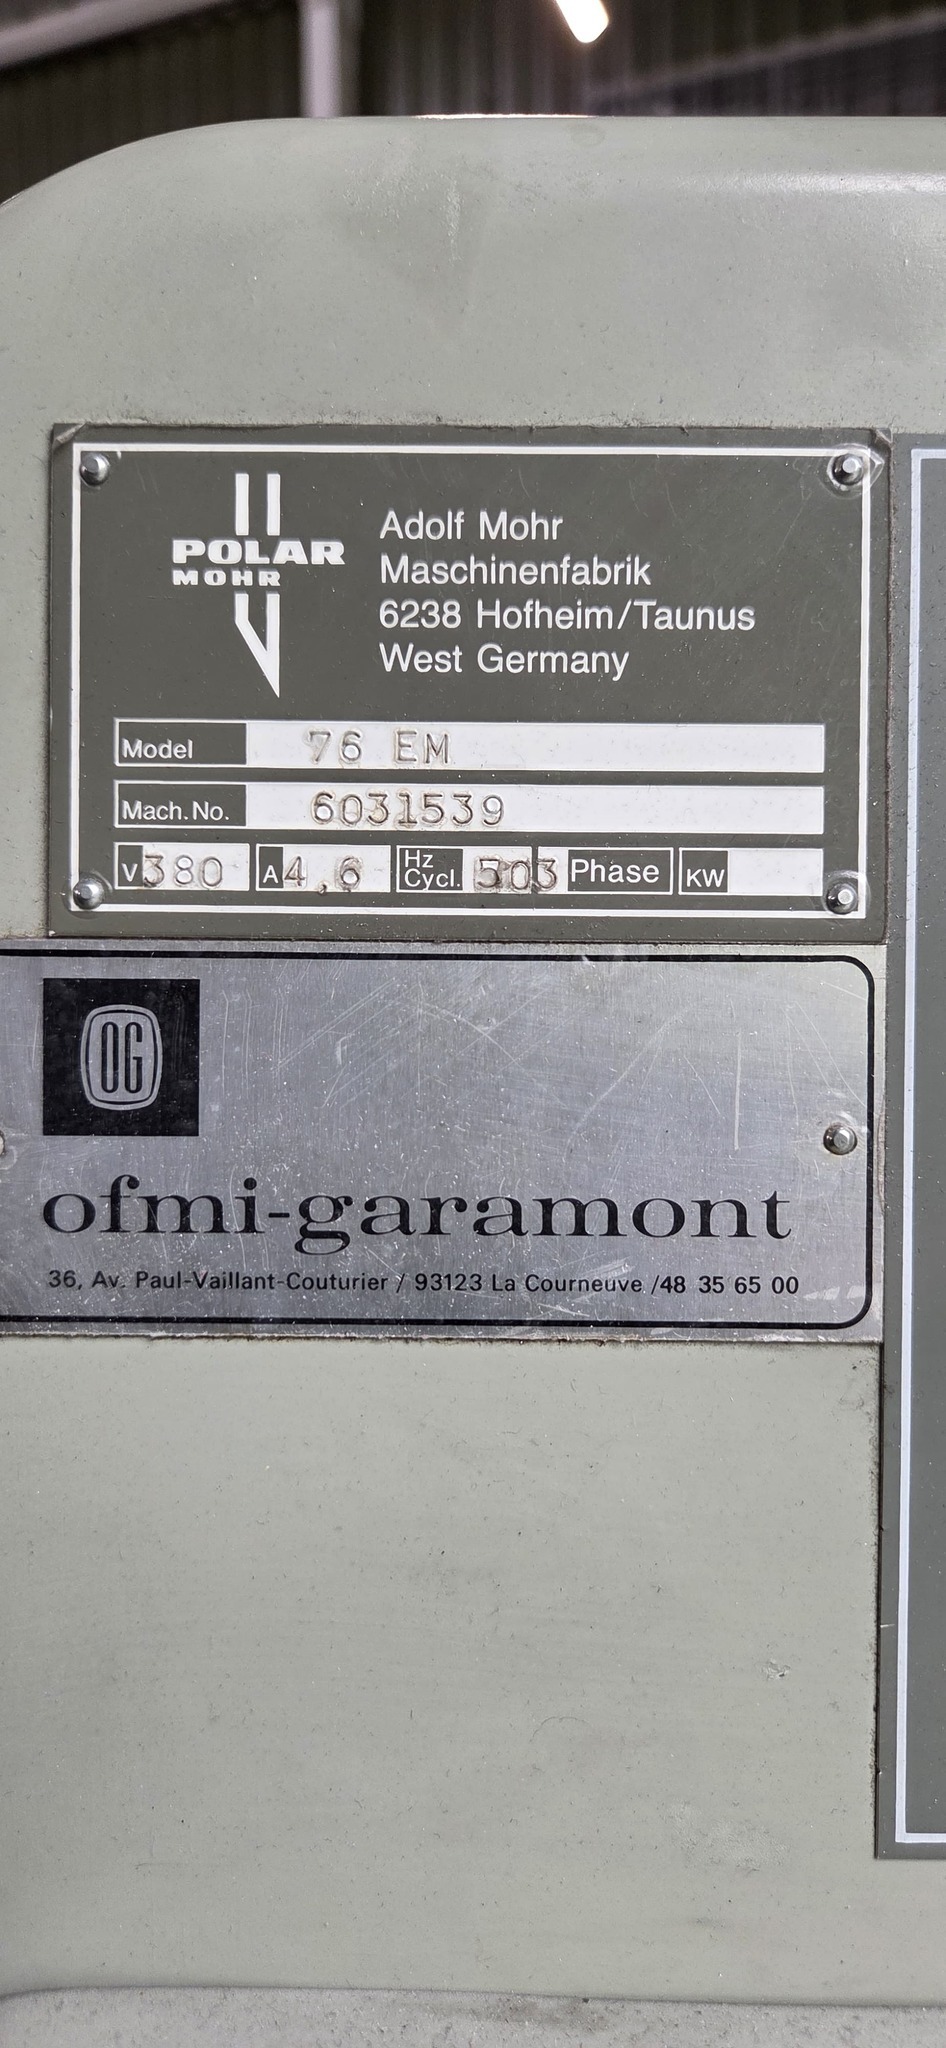 POLAR
MOHR
Adolf Mohr
Maschinenfabrik
6238 Hofheim/Taunus
West Germany
Model 76 EM
Mach.No. 6031539
V 380 A 4,6 Hz Cycl. 50 3 Phase KW
OG
ofmi-garamont
36, Av. Paul-Vaillant-Couturier / 93123 La Courneuve /48 35 65 00